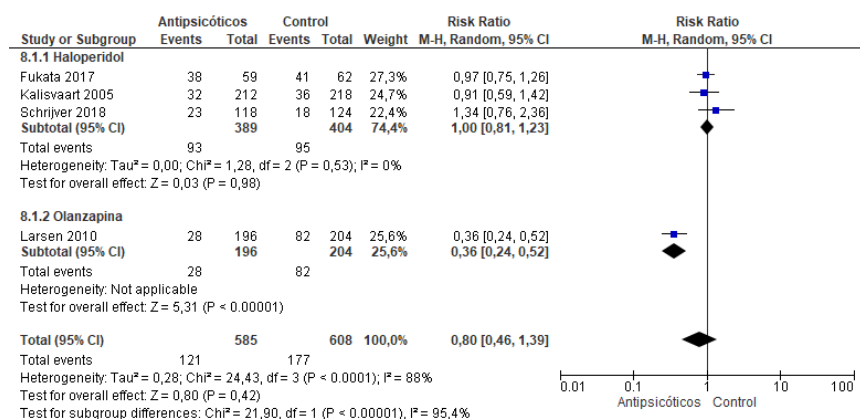 Antipsicóticos Control Risk Ratio Risk Ratio
Study or Subgroup Events Total Events Total Weight M-H, Random, 95% CI M-H, Random, 95% CI
8.1.1 Haloperidol
Fukata 2017 38 59 41 62 27,3% 0,97 [0,75, 1,26]
Kalisvaart 2005 32 212 36 218 24,7% 0,91 [0,59, 1,42]
Schrijver 2018 23 118 18 124 22,4% 1,34 [0,76, 2,36]
Subtotal (95% CI) 389 404 74,4% 1,00 [0,81, 1,23]
Total events 93 95
Heterogeneity: Tau² = 0,00; Chi² = 1,28, df = 2 (P = 0,53); I² = 0%
Test for overall effect: Z = 0,03 (P = 0,98)
8.1.2 Olanzapina
Larsen 2010 28 196 82 204 25,6% 0,36 [0,24, 0,52]
Subtotal (95% CI) 196 204 25,6% 0,36 [0,24, 0,52]
Total events 28 82
Heterogeneity: Not applicable
Test for overall effect: Z = 5,31 (P < 0.00001)
Total (95% CI) 585 608 100,0% 0,80 [0,46, 1,39]
Total events 121 177
Heterogeneity: Tau² = 0,28; Chi² = 24,43, df = 3 (P < 0.0001); I² = 88%
Test for overall effect: Z = 0,80 (P = 0,42)
Test for subgroup differences: Chi² = 21,90, df = 1 (P < 0.00001), I² = 95,4%
0.01 0.1 1 10 100
Antipsicóticos Control